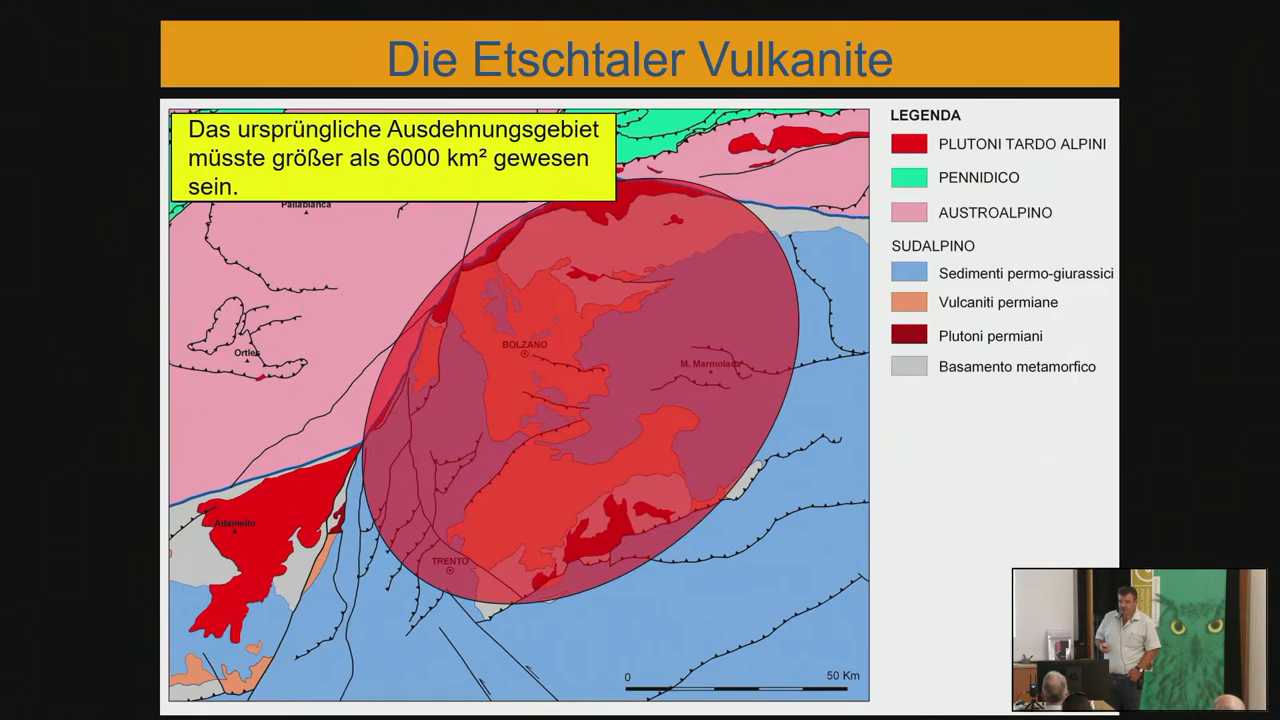 Die Etschtaler Vulkanite
Das ursprüngliche Ausdehnungsgebiet
müsste größer als 6000 km² gewesen
sein.
Pallabianca
Ortles
BOLZANO
M. Marmolada
Adamello
TRENTO
0
50 Km
LEGENDA
PLUTONI TARDO ALPINI
PENNIDICO
AUSTROALPINO
SUDALPINO
Sedimenti permo-giurassici
Vulcaniti permiane
Plutoni permiani
Basamento metamorfico